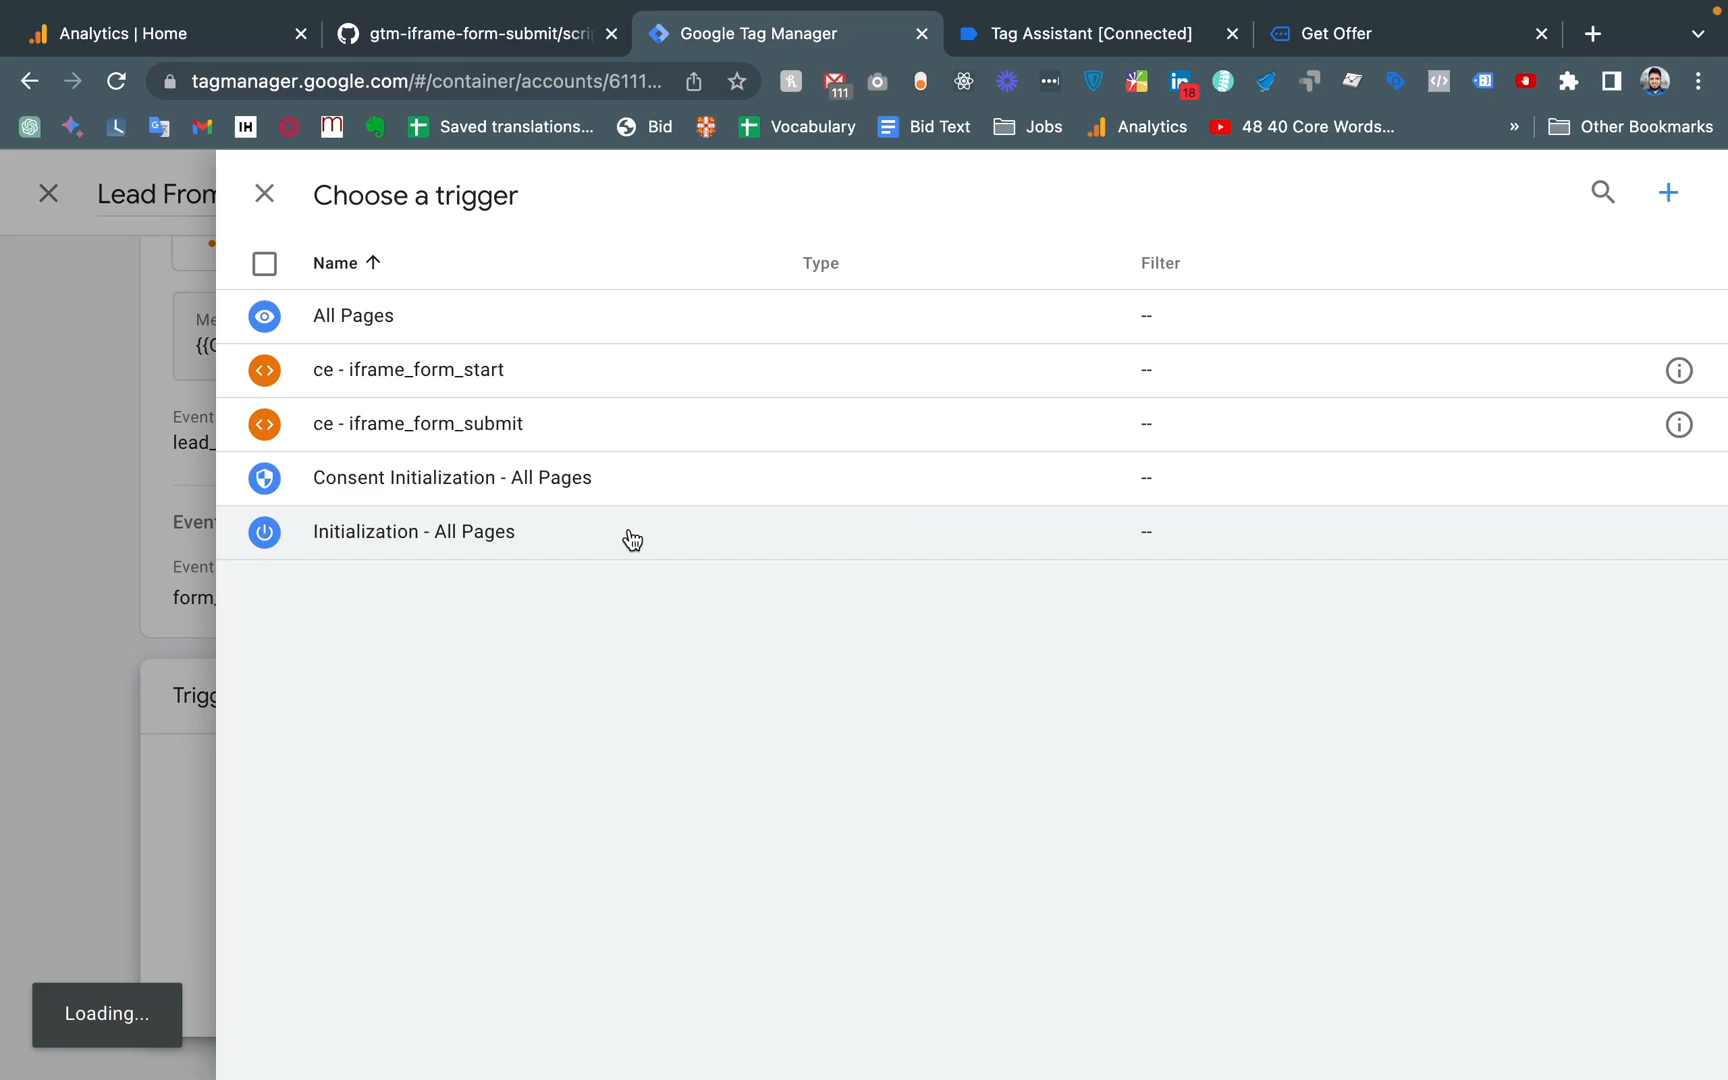 Analytics | Home
gtm-iframe-form-submit/scri
Google Tag Manager
Tag Assistant [Connected]
Get Offer
tagmanager.google.com/#/container/accounts/6111...
111
18
IH
Saved translations...
Bid
Vocabulary
Bid Text
Jobs
Analytics
48 40 Core Words...
»
Other Bookmarks
Lead From
Choose a trigger
Name
Type
Filter
All Pages
--
ce - iframe_form_start
--
ce - iframe_form_submit
--
Consent Initialization - All Pages
--
Initialization - All Pages
--
Me
Event
lead_
Event
Event
form_
Trigg
Loading...